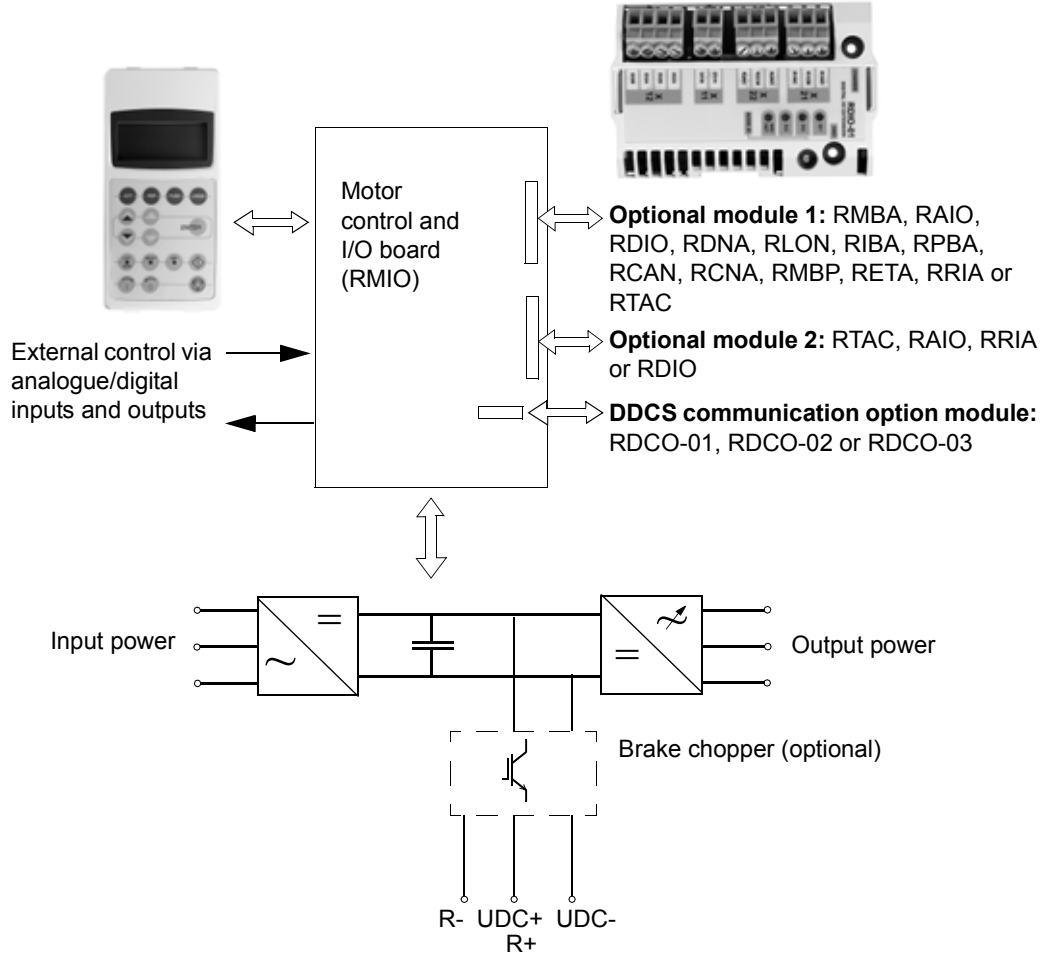 Motor
control and
I/O board
(RMIO)
RDIO-01
Optional module 1: RMBA, RAIO,
RDIO, RDNA, RLON, RIBA, RPBA,
RCAN, RCNA, RMBP, RETA, RRIA or
RTAC
Optional module 2: RTAC, RAIO, RRIA
or RDIO
DDCS communication option module:
RDCO-01, RDCO-02 or RDCO-03
External control via
analogue/digital
inputs and outputs
Input power
Output power
Brake chopper (optional)
R- UDC+ UDC-
R+